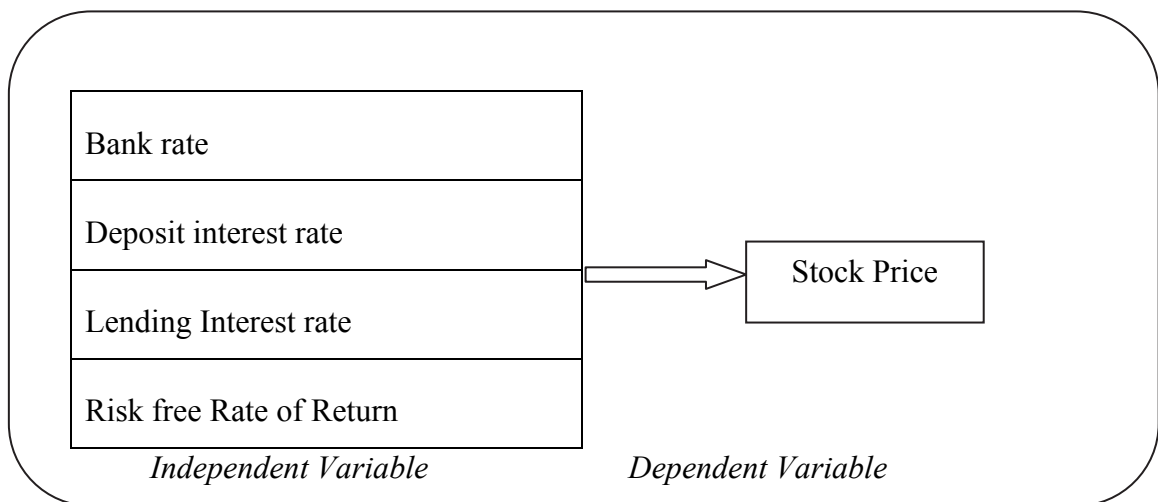 Bank rate
Deposit interest rate
Lending Interest rate
Risk free Rate of Return
Stock Price
Independent Variable
Dependent Variable